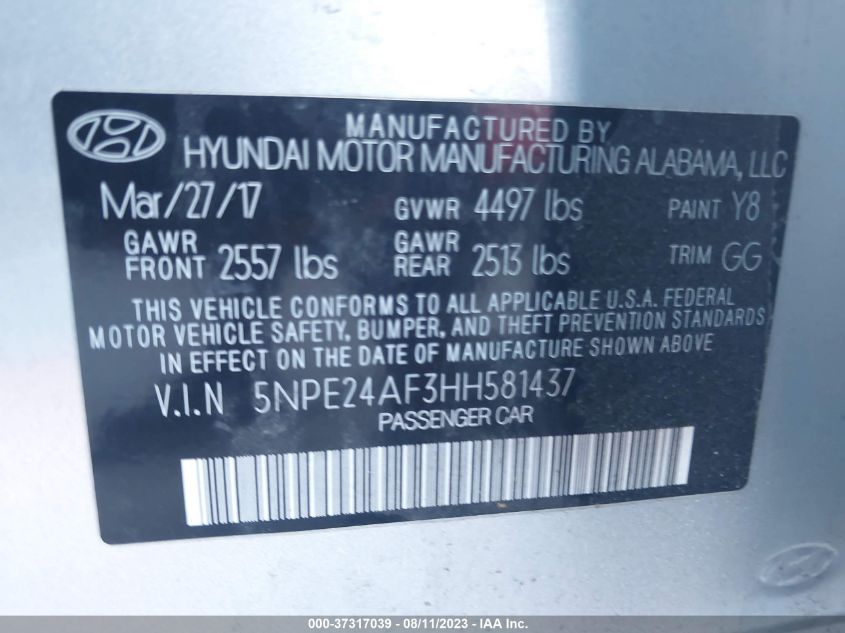 MANUFACTURED BY
HYUNDAI MOTOR MANUFACTURING ALABAMA, LLC
Mar/27/17 GVWR 4497 lbs PAINT Y8
GAWR FRONT 2557 lbs GAWR REAR 2513 lbs TRIM GG
THIS VEHICLE CONFORMS TO ALL APPLICABLE U.S.A. FEDERAL
MOTOR VEHICLE SAFETY, BUMPER, AND THEFT PREVENTION STANDARDS
IN EFFECT ON THE DATE OF MANUFACTURE SHOWN ABOVE
V.I.N 5NPE24AF3HH581437
PASSENGER CAR
000-37317039 - 08/11/2023 - IAA Inc.